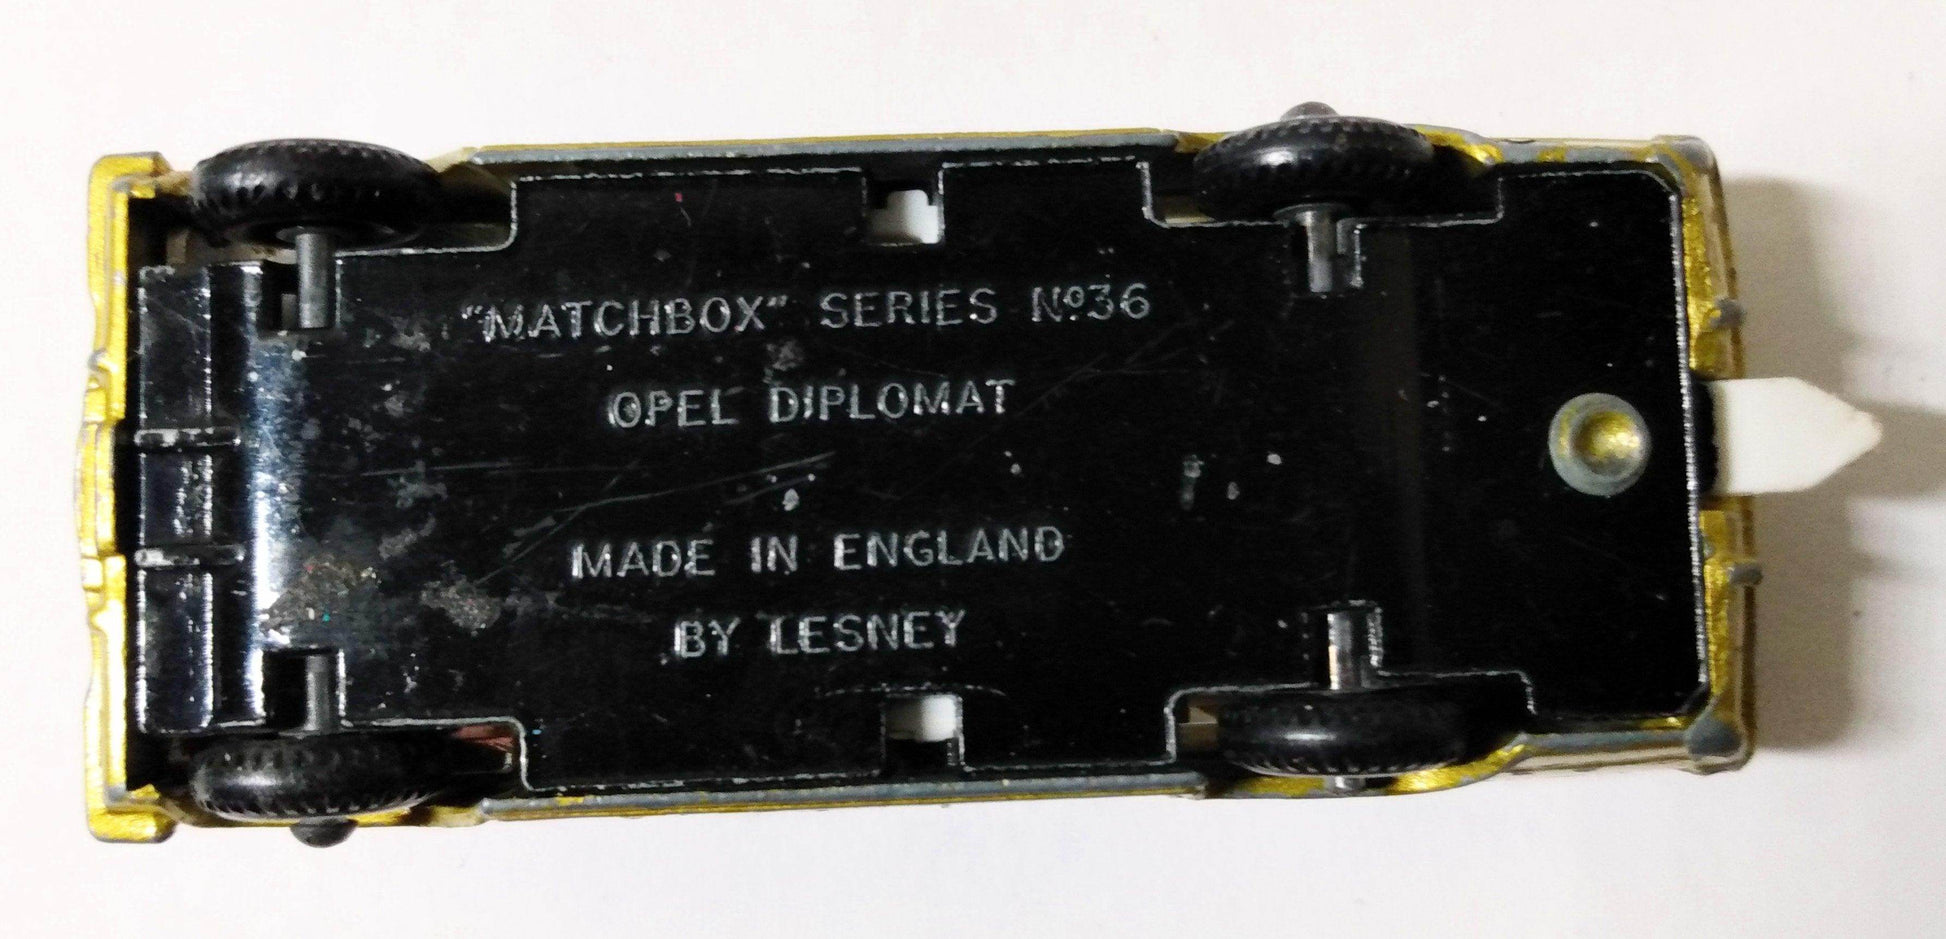 "MATCHBOX" SERIES Nº36
OPEL DIPLOMAT
MADE IN ENGLAND
BY LESNEY